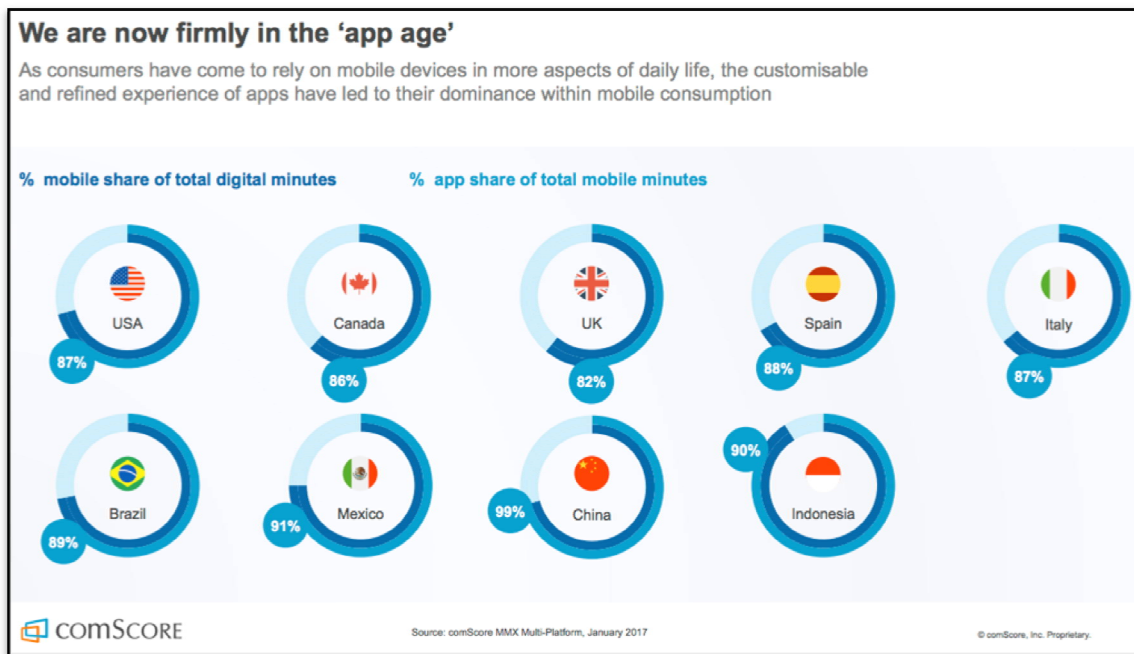 We are now firmly in the ‘app age’
As consumers have come to rely on mobile devices in more aspects of daily life, the customisable
and refined experience of apps have led to their dominance within mobile consumption
% mobile share of total digital minutes
% app share of total mobile minutes
USA
87%
Canada
86%
UK
82%
Spain
88%
Italy
87%
Brazil
89%
Mexico
91%
China
99%
Indonesia
90%
comScore
Source: comScore MMX Multi-Platform, January 2017
© comScore, Inc. Proprietary.